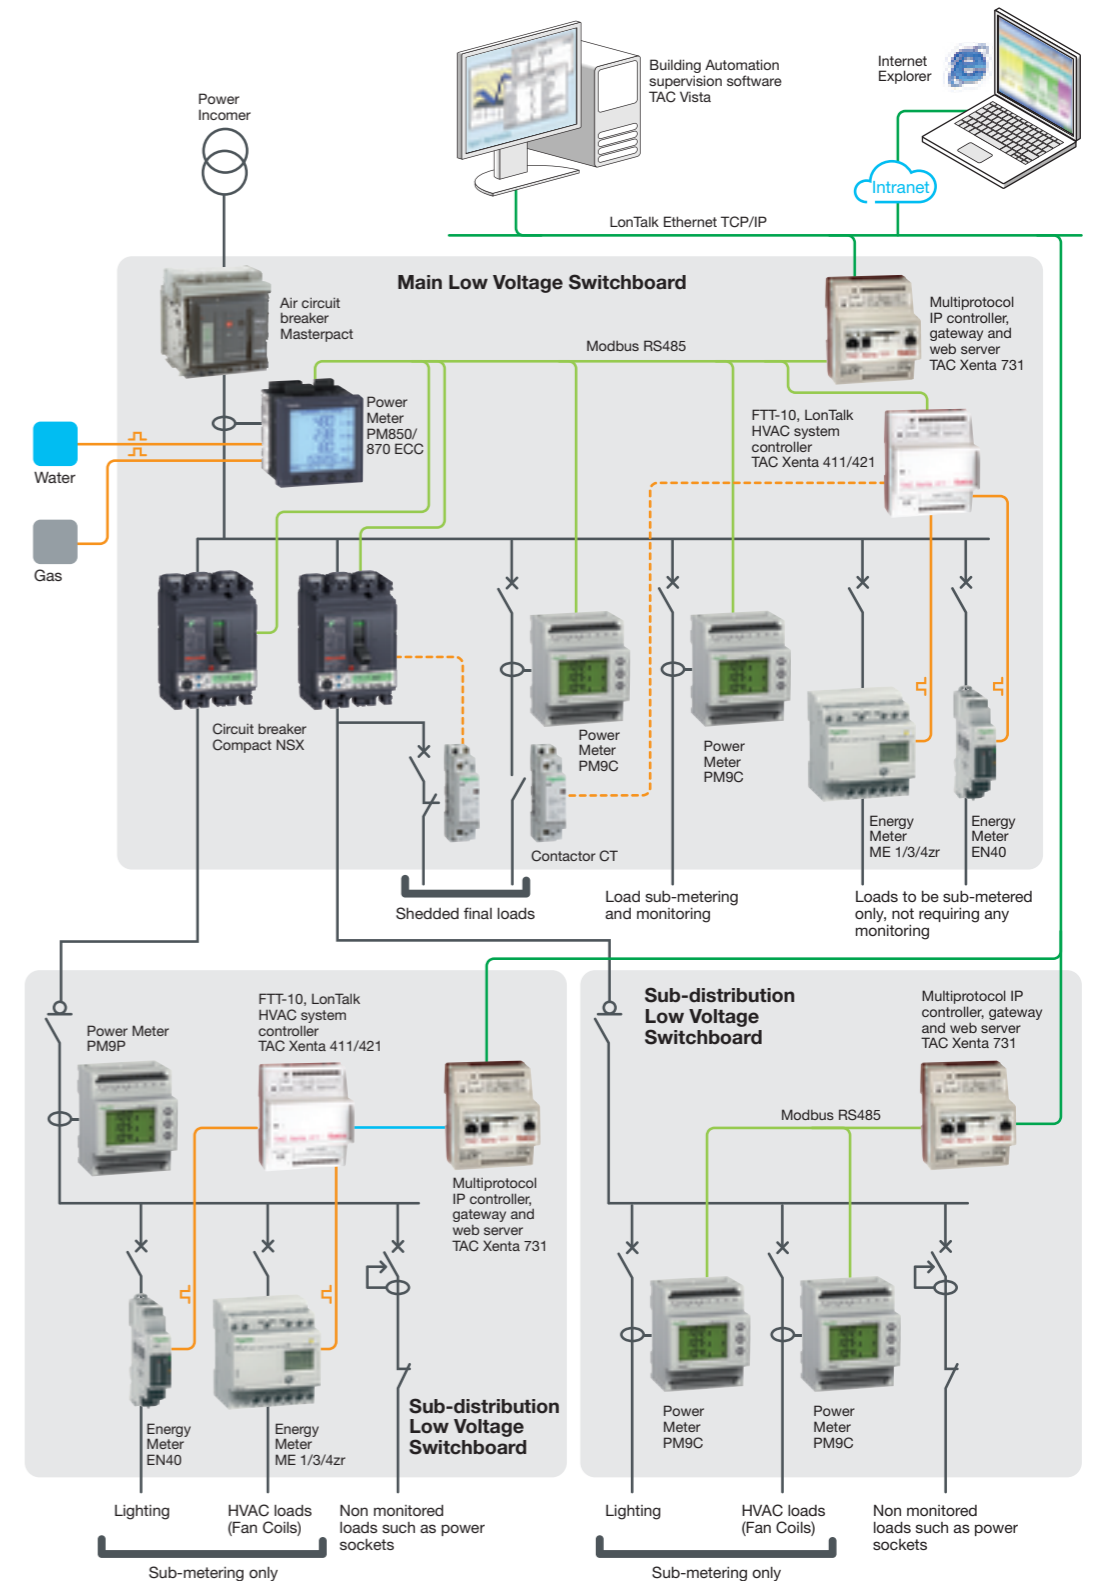 Power
Incomer
Building Automation
supervision software
TAC Vista
Internet
Explorer
Intranet
LonTalk Ethernet TCP/IP
Main Low Voltage Switchboard
Air circuit
breaker
Masterpact
Multiprotocol
IP controller,
gateway and
web server
TAC Xenta 731
Modbus RS485
Power
Meter
PM850/
870 ECC
FTT-10, LonTalk
HVAC system
controller
TAC Xenta 411/421
Water
Gas
Circuit breaker
Compact NSX
Power
Meter
PM9C
Power
Meter
PM9C
Contactor CT
Energy
Meter
ME 1/3/4zr
Energy
Meter
EN40
Shedded final loads
Load sub-metering
and monitoring
Loads to be sub-metered
only, not requiring any
monitoring
Power Meter
PM9P
FTT-10, LonTalk
HVAC system
controller
TAC Xenta 411/421
Multiprotocol
IP controller,
gateway and
web server
TAC Xenta 731
Energy
Meter
EN40
Energy
Meter
ME 1/3/4zr
Sub-distribution
Low Voltage
Switchboard
Lighting
HVAC loads
(Fan Coils)
Non monitored
loads such as power
sockets
Sub-metering only
Sub-distribution
Low Voltage
Switchboard
Multiprotocol IP
controller, gateway
and web server
TAC Xenta 731
Modbus RS485
Power
Meter
PM9C
Power
Meter
PM9C
Lighting
HVAC loads
(Fan Coils)
Non monitored
loads such as power
sockets
Sub-metering only